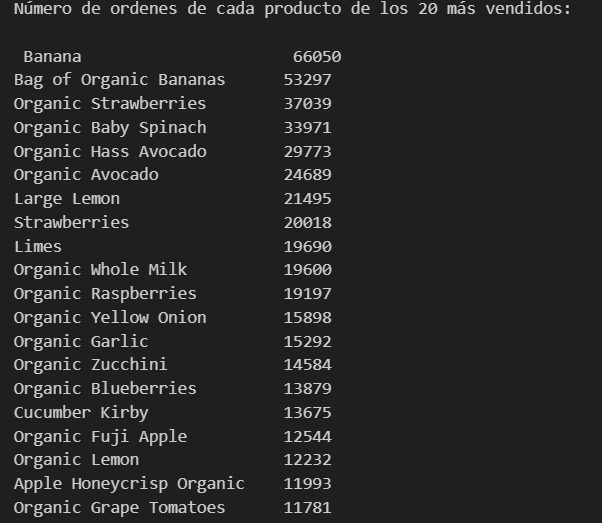 Número de ordenes de cada producto de los 20 más vendidos:
Banana 66050
Bag of Organic Bananas 53297
Organic Strawberries 37039
Organic Baby Spinach 33971
Organic Hass Avocado 29773
Organic Avocado 24689
Large Lemon 21495
Strawberries 20018
Limes 19690
Organic Whole Milk 19600
Organic Raspberries 19197
Organic Yellow Onion 15898
Organic Garlic 15292
Organic Zucchini 14584
Organic Blueberries 13879
Cucumber Kirby 13675
Organic Fuji Apple 12544
Organic Lemon 12232
Apple Honeycrisp Organic 11993
Organic Grape Tomatoes 11781